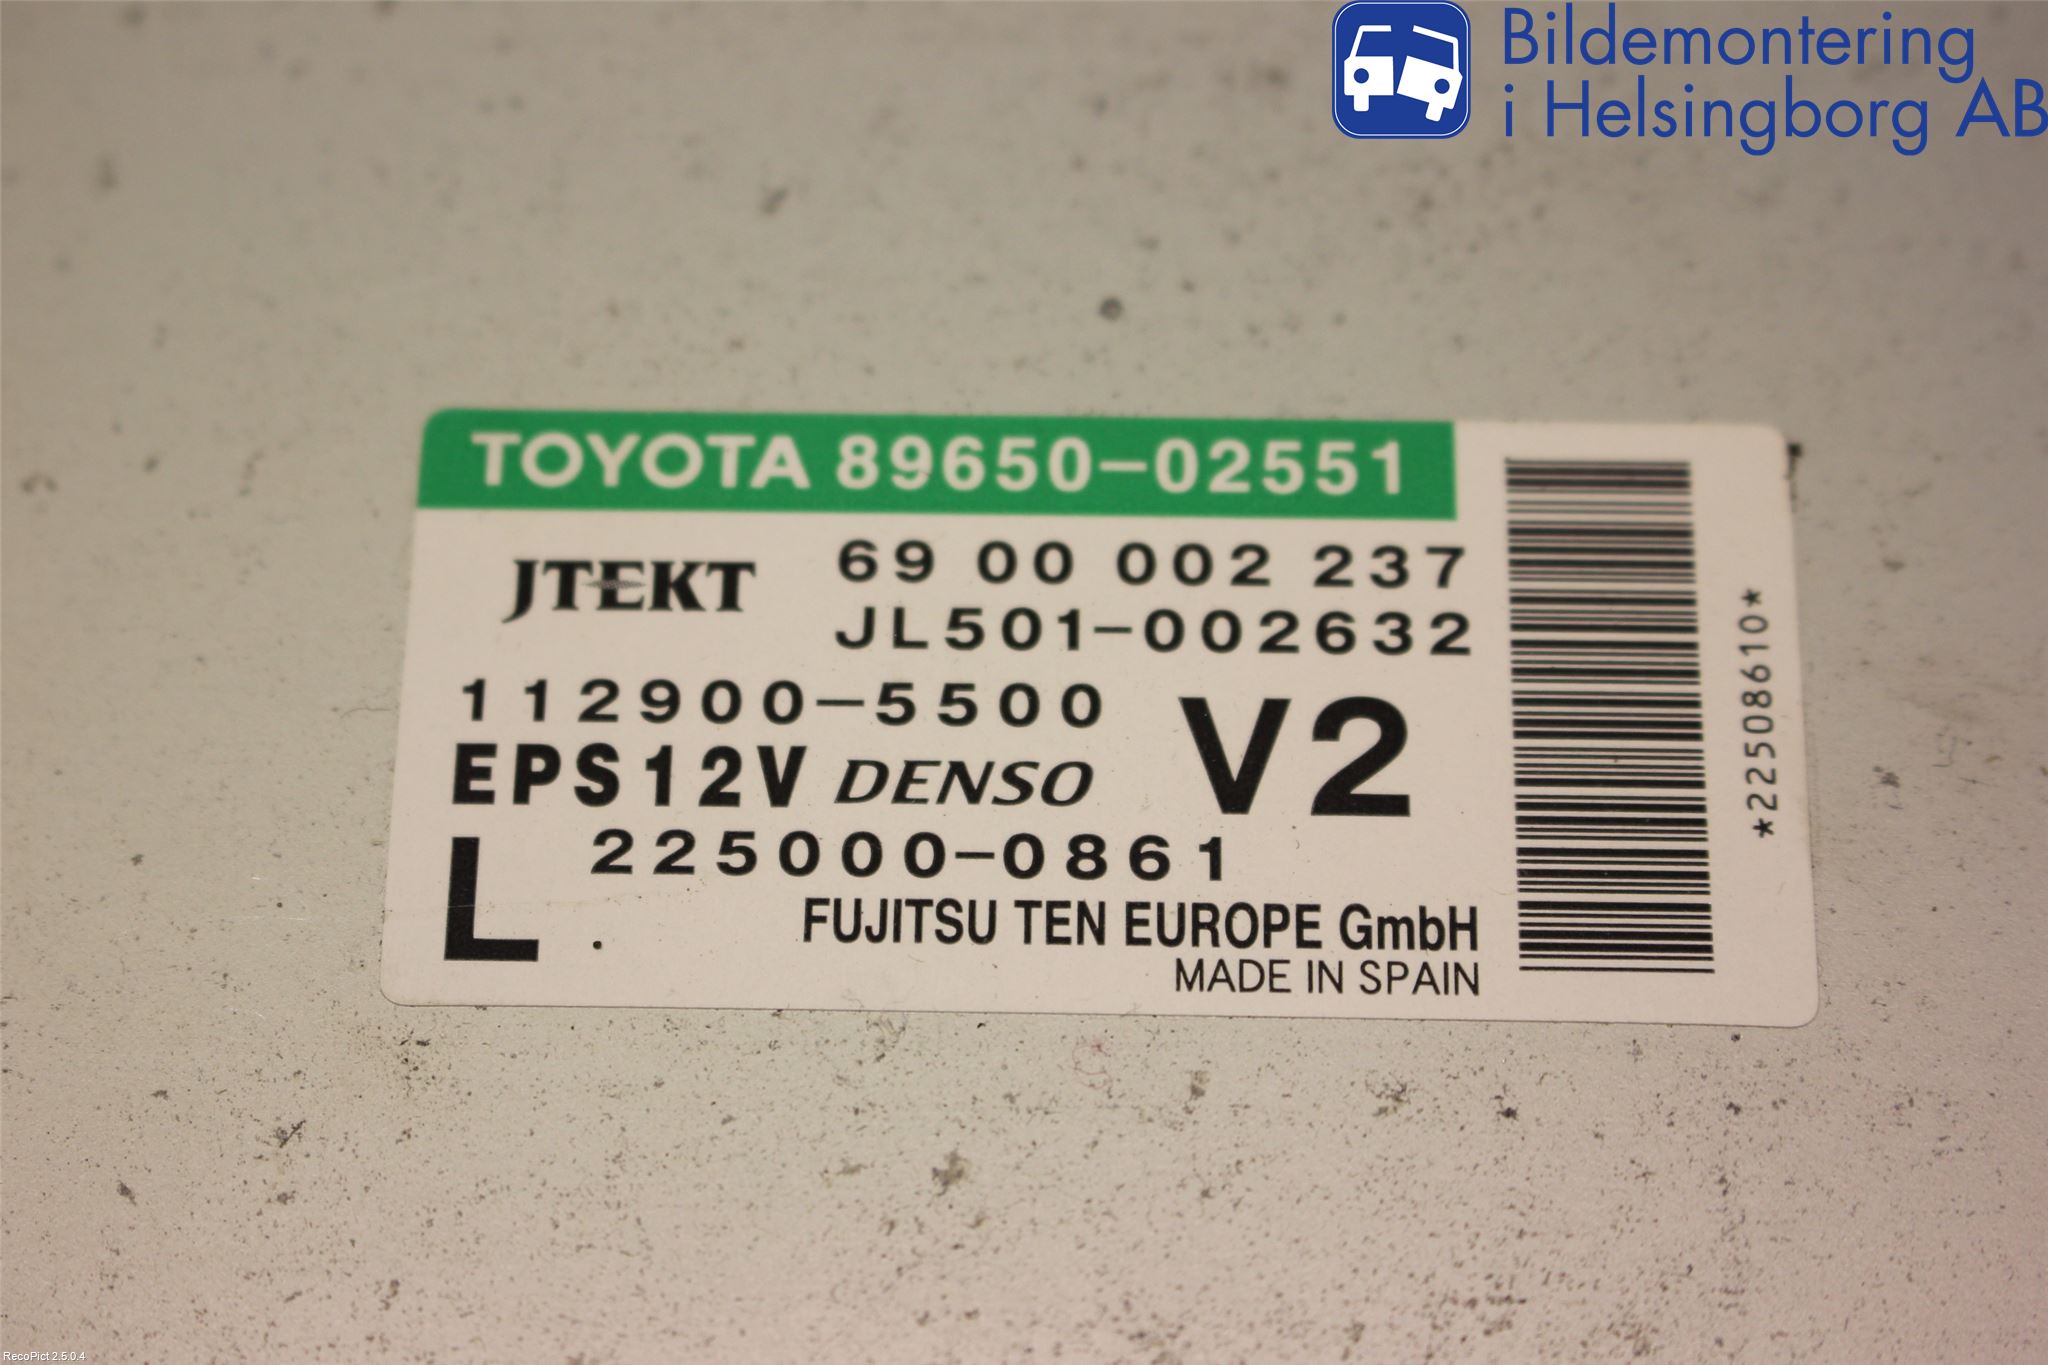 Bildemontering
i Helsingborg AB
TOYOTA 89650-02551
JTEKT
69 00 002 237
JL501-002632
112900-5500
V2
EPS12V DENSO
L
225000-0861
FUJITSU TEN EUROPE GmbH
MADE IN SPAIN
*22508610*
RecoPict 2.5.0.4